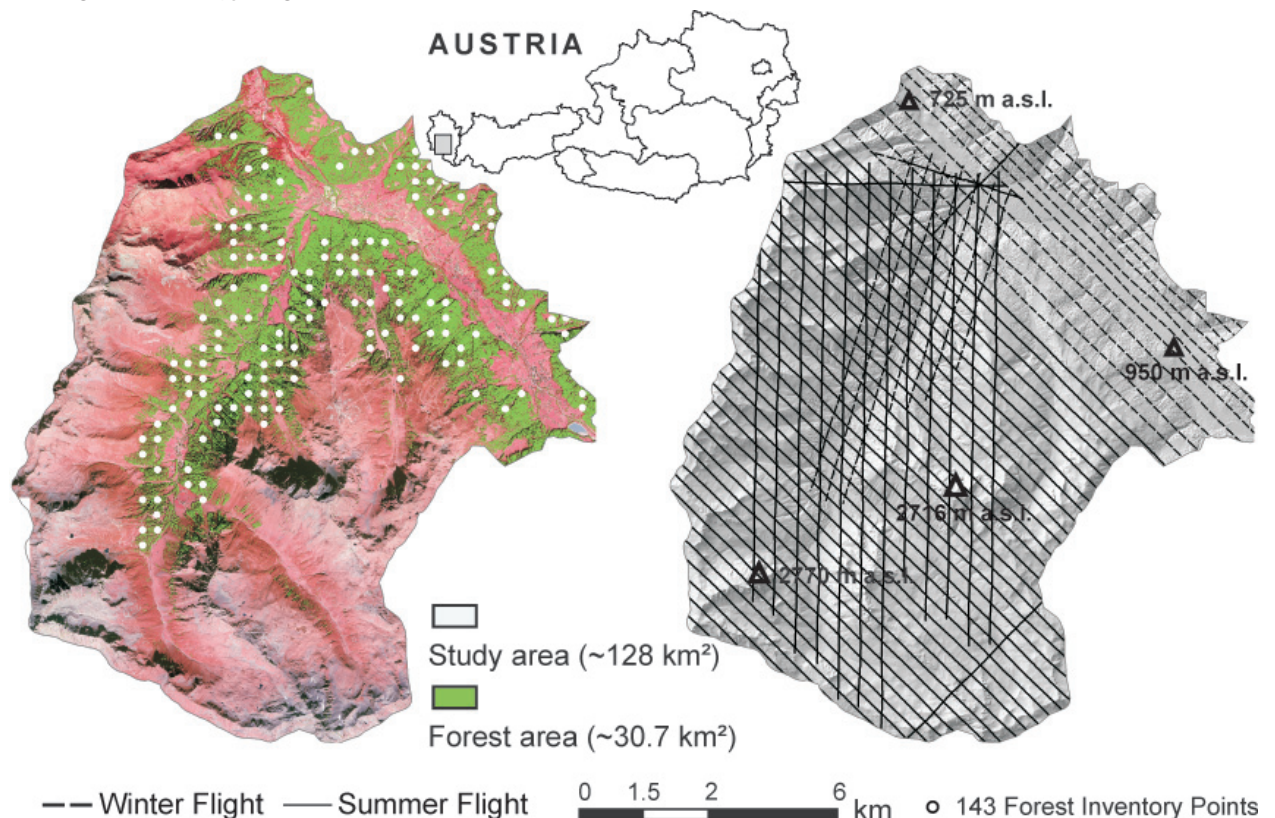 AUSTRIA
725 m a.s.l.
950 m a.s.l.
2716 m a.s.l.
2770 m a.s.l.
Study area (~128 km²)
Forest area (~30.7 km²)
Winter Flight
Summer Flight
0 1.5 2 6
km
143 Forest Inventory Points